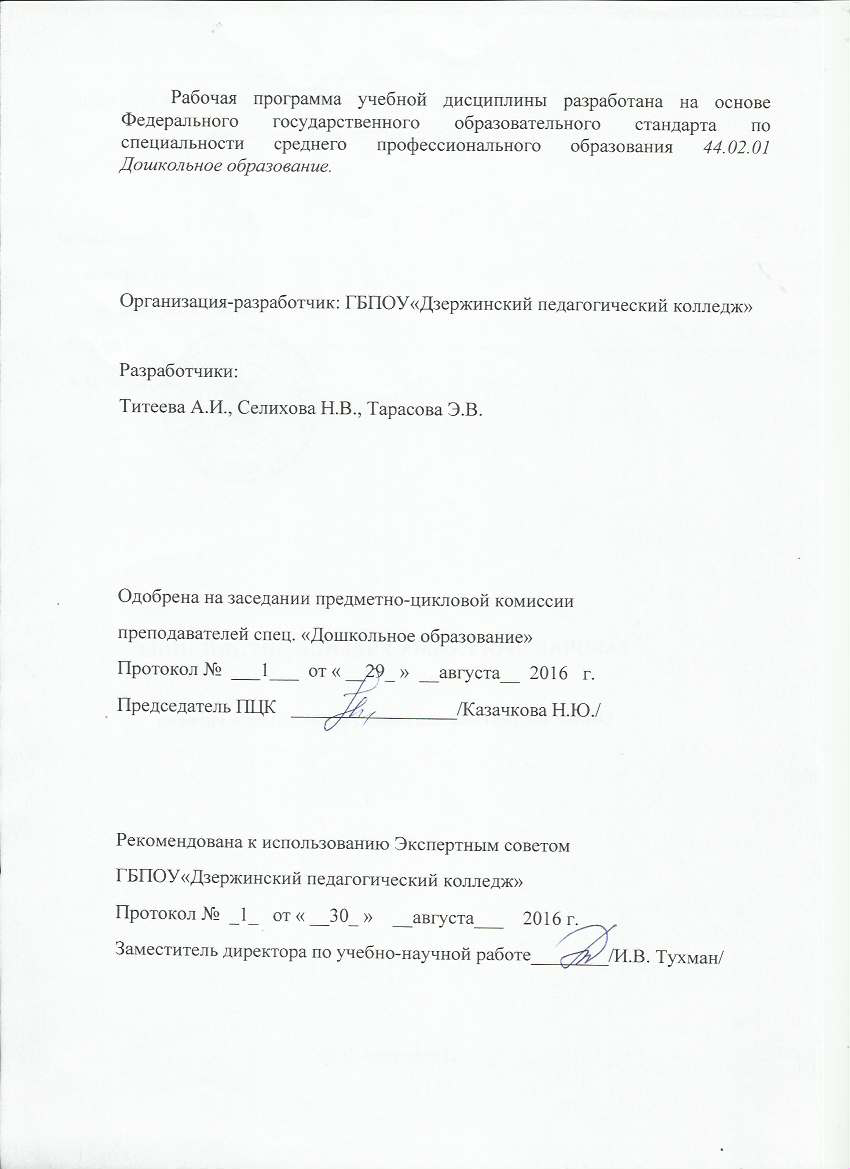 Рабочая программа учебной дисциплины разработана на основе
Федерального государственного образовательного стандарта по
специальности среднего профессионального образования 44.02.01
Дошкольное образование.
Организация-разработчик: ГБПОУ«Дзержинский педагогический колледж»
Разработчики:
Титеева А.И., Селихова Н.В., Тарасова Э.В.
Одобрена на заседании предметно-цикловой комиссии
преподавателей спец. «Дошкольное образование»
Протокол № ___1___ от « __29_ » __августа__ 2016 г.
Председатель ПЦК _________________/Казачкова Н.Ю./
Рекомендована к использованию Экспертным советом
ГБПОУ«Дзержинский педагогический колледж»
Протокол № _1_ от « __30_ » __августа___ 2016 г.
Заместитель директора по учебно-научной работе________/И.В. Тухман/